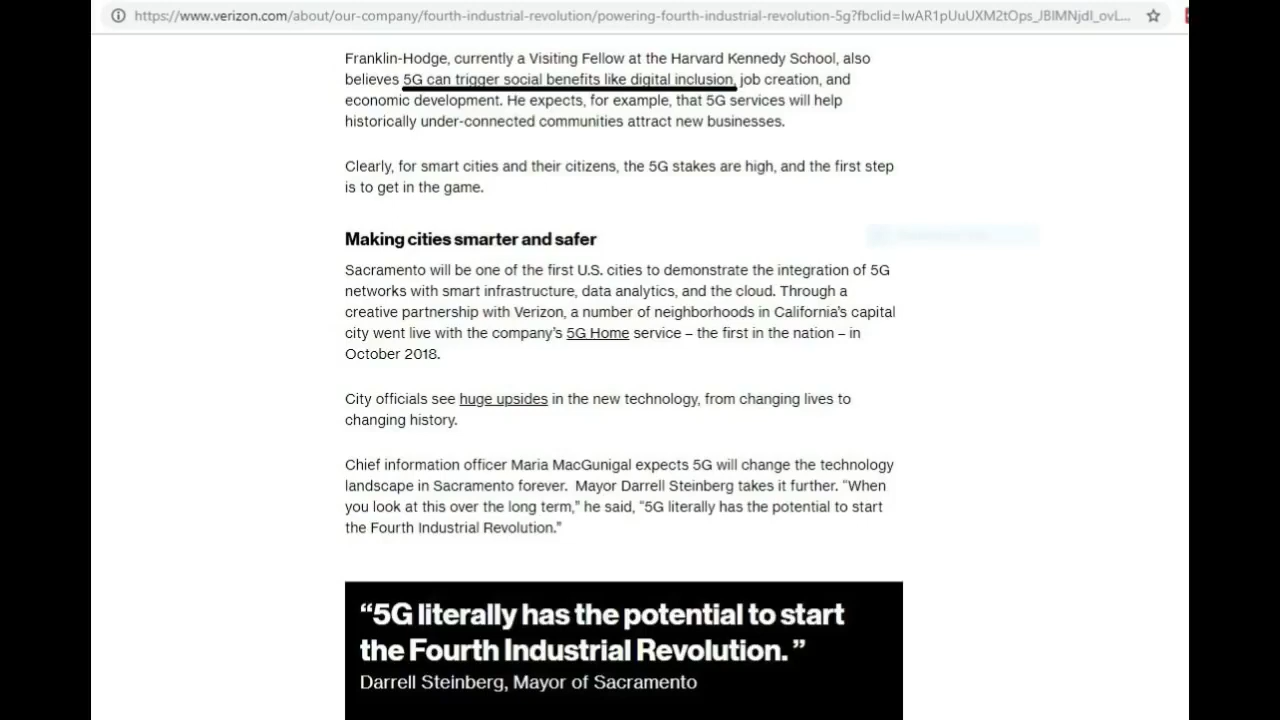 https://www.verizon.com/about/our-company/fourth-industrial-revolution/powering-fourth-industrial-revolution-5g?fbclid=IwAR1pUuUXM2tOps_JBIMNjdI_ovL...
Franklin-Hodge, currently a Visiting Fellow at the Harvard Kennedy School, also
believes 5G can trigger social benefits like digital inclusion, job creation, and
economic development. He expects, for example, that 5G services will help
historically under-connected communities attract new businesses.
Clearly, for smart cities and their citizens, the 5G stakes are high, and the first step
is to get in the game.
Making cities smarter and safer
Sacramento will be one of the first U.S. cities to demonstrate the integration of 5G
networks with smart infrastructure, data analytics, and the cloud. Through a
creative partnership with Verizon, a number of neighborhoods in California's capital
city went live with the company's 5G Home service – the first in the nation – in
October 2018.
City officials see huge upsides in the new technology, from changing lives to
changing history.
Chief information officer Maria MacGunigal expects 5G will change the technology
landscape in Sacramento forever. Mayor Darrell Steinberg takes it further. “When
you look at this over the long term,” he said, “5G literally has the potential to start
the Fourth Industrial Revolution.”
“5G literally has the potential to start
the Fourth Industrial Revolution. ”
Darrell Steinberg, Mayor of Sacramento